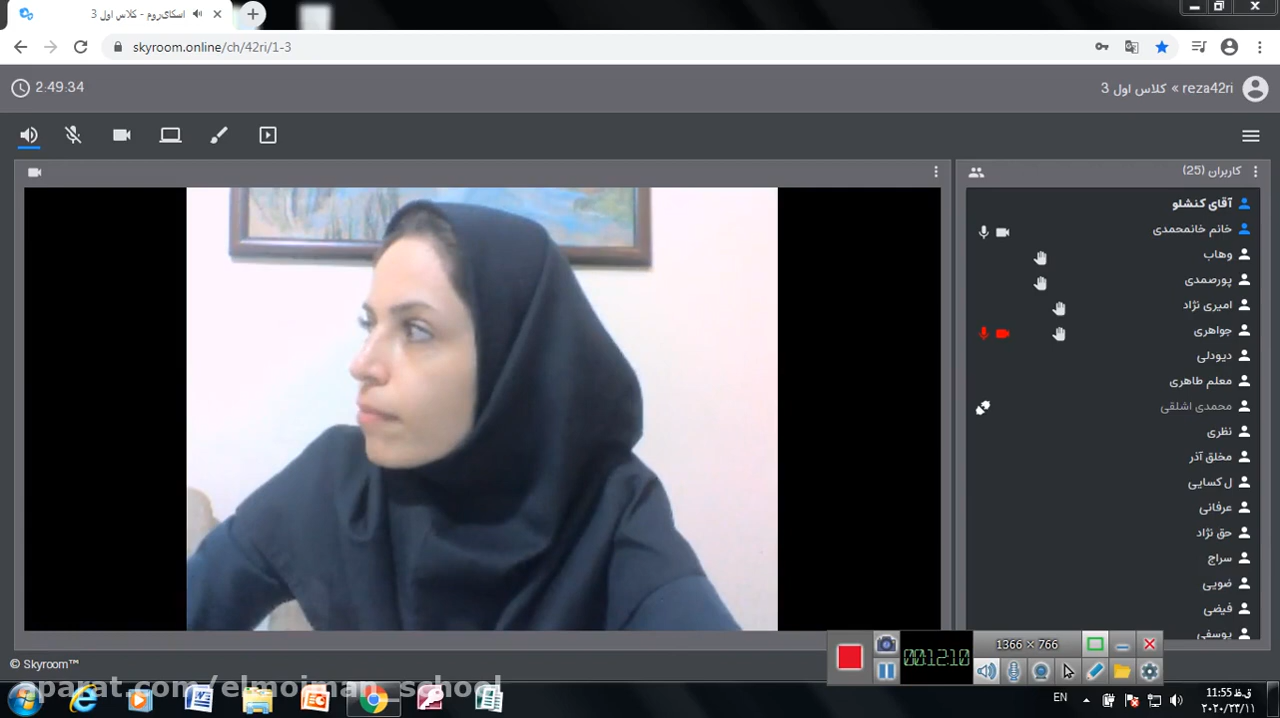 اسکای‌روم - کلاس اول 3
skyroom.online/ch/42ri/1-3
2:49:34
reza42ri » کلاس اول 3
کاربران (25)
آقای کنشلو
خانم خانمحمدی
وهاب
پورصمدی
امیری نژاد
جواهری
دیودلی
معلم طاهری
محمدی اشلقی
نظری
مخلق آذر
ل کسایی
عرفانی
حق نژاد
سراج
ضویی
فیضی
یوسفی
1366 × 766
00:12:10
© Skyroom™
aparat.com/elmoiman_school
EN
11:55 ق.ظ
۲۰۲۰/۲۳/۱۱